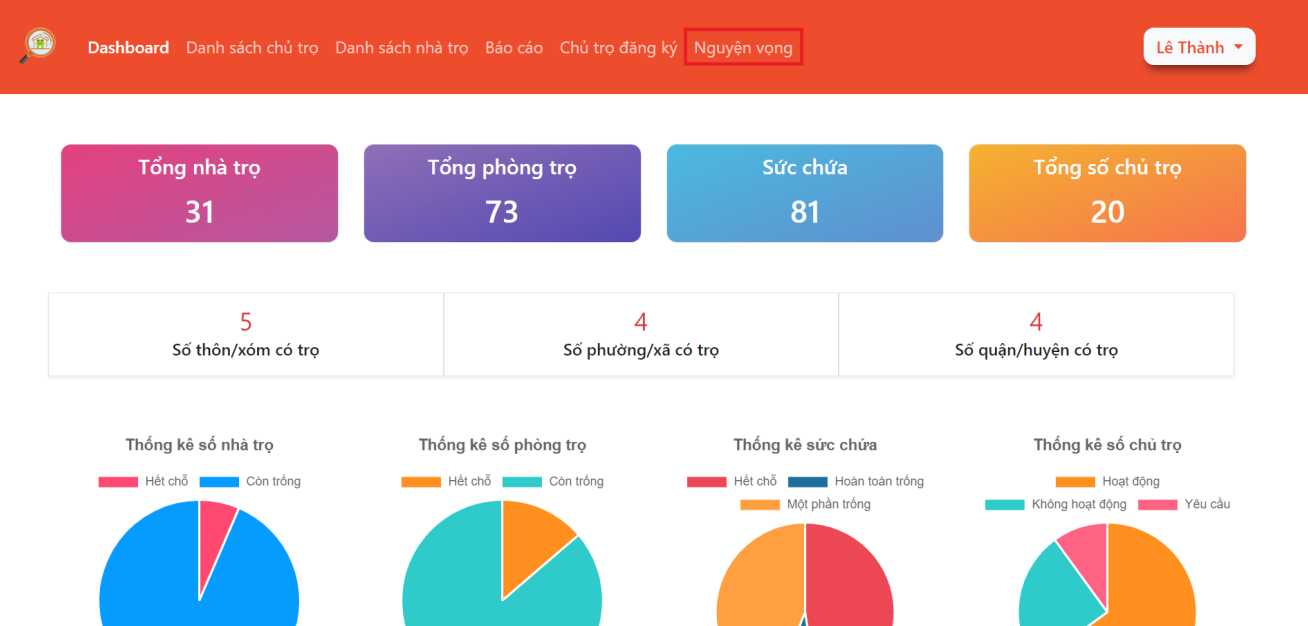 Dashboard Danh sách chủ trọ Danh sách nhà trọ Báo cáo Chủ trọ đăng ký Nguyện vọng Lê Thành
Tổng nhà trọ
31
Tổng phòng trọ
73
Sức chứa
81
Tổng số chủ trọ
20
5
Số thôn/xóm có trọ
4
Số phường/xã có trọ
4
Số quận/huyện có trọ
Thống kê số nhà trọ
Hết chỗ Còn trống
Thống kê số phòng trọ
Hết chỗ Còn trống
Thống kê sức chứa
Hết chỗ Hoàn toàn trống
Một phần trống
Thống kê số chủ trọ
Hoạt động
Không hoạt động Yêu cầu